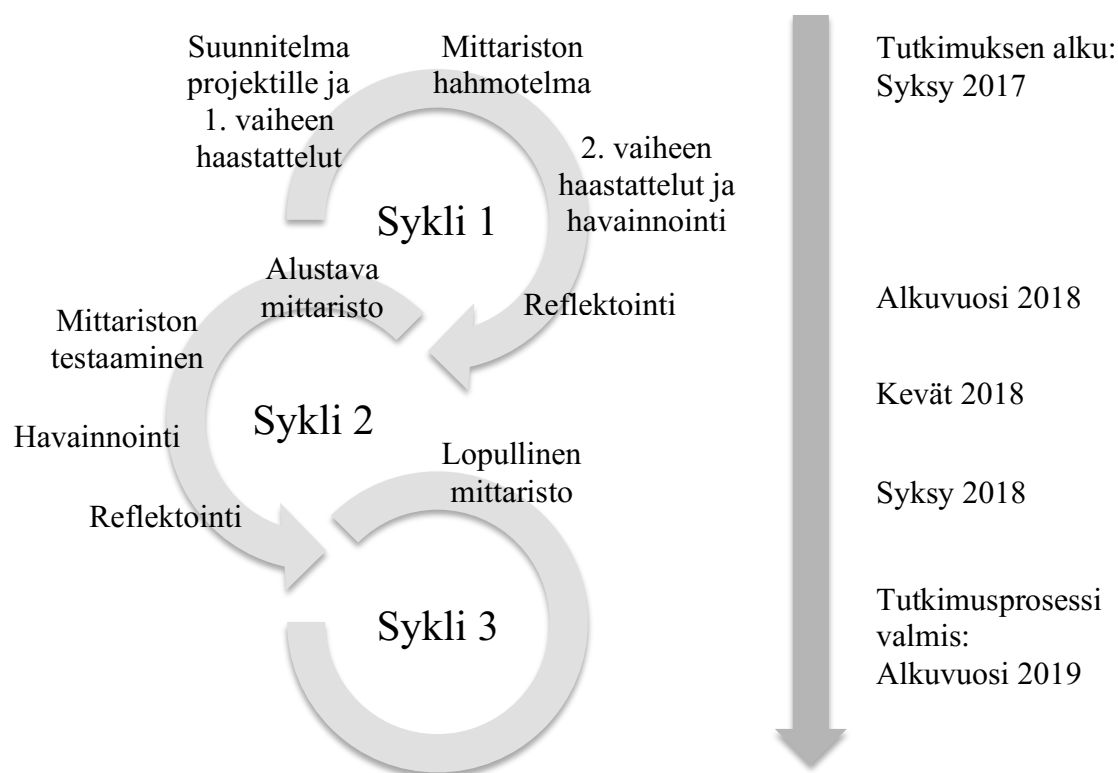 Suunnitelma
projektille ja
1. vaiheen
haastattelut
Mittariston
hahmotelma
2. vaiheen
haastattelut ja
havainnointi
Sykli 1
Reflektointi
Alustava
mittaristo
Mittariston
testaaminen
Sykli 2
Havainnointi
Reflektointi
Lopullinen
mittaristo
Sykli 3
Tutkimuksen alku:
Syksy 2017
Alkuvuosi 2018
Kevät 2018
Syksy 2018
Tutkimusprosessi
valmis:
Alkuvuosi 2019